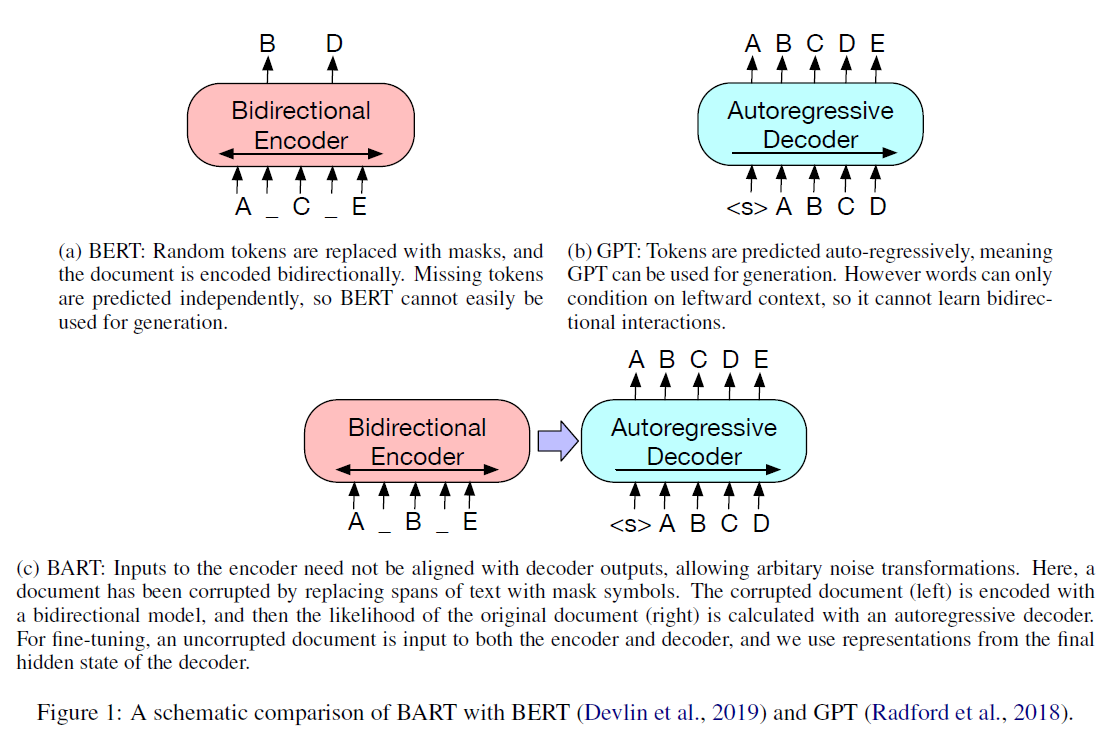 B D
Bidirectional
Encoder
A _ C _ E
(a) BERT: Random tokens are replaced with masks, and
the document is encoded bidirectionally. Missing tokens
are predicted independently, so BERT cannot easily be
used for generation.
A B C D E
Autoregressive
Decoder
<s> A B C D
(b) GPT: Tokens are predicted auto-regressively, meaning
GPT can be used for generation. However words can only
condition on leftward context, so it cannot learn bidirec-
tional interactions.
Bidirectional
Encoder
A _ B _ E
A B C D E
Autoregressive
Decoder
<s> A B C D
(c) BART: Inputs to the encoder need not be aligned with decoder outputs, allowing arbitary noise transformations. Here, a
document has been corrupted by replacing spans of text with mask symbols. The corrupted document (left) is encoded with
a bidirectional model, and then the likelihood of the original document (right) is calculated with an autoregressive decoder.
For fine-tuning, an uncorrupted document is input to both the encoder and decoder, and we use representations from the final
hidden state of the decoder.
Figure 1: A schematic comparison of BART with BERT (Devlin et al., 2019) and GPT (Radford et al., 2018).